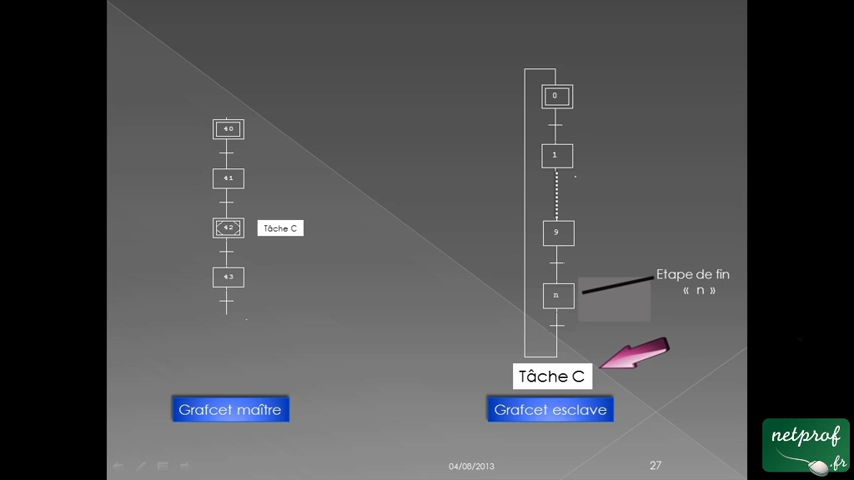 0
40
1
41
42
Tâche C
9
43
Etape de fin
« n »
n
Tâche C
Grafcet maître
Grafcet esclave
04/08/2013
27
netprof
.fr